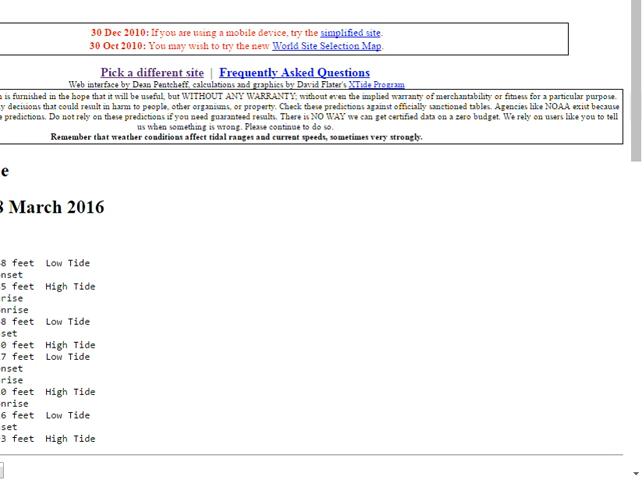 30 Dec 2010: If you are using a mobile device, try the simplified site.
30 Oct 2010: You may wish to try the new World Site Selection Map.
Pick a different site | Frequently Asked Questions
Web interface by Dean Pentcheff, calculations and graphics by David Flater's XTide Program
is furnished in the hope that it will be useful, but WITHOUT ANY WARRANTY; without even the implied warranty of merchantability or fitness for a particular purpose.
y decisions that could result in harm to people, other organisms, or property. Check these predictions against officially sanctioned tables. Agencies like NOAA exist because
e predictions. Do not rely on these predictions if you need guaranteed results. There is NO WAY we can get certified data on a zero budget. We rely on users like you to tell
us when something is wrong. Please continue to do so.
Remember that weather conditions affect tidal ranges and current speeds, sometimes very strongly.
e
8 March 2016
8 feet Low Tide
nset
5 feet High Tide
rise
nrise
8 feet Low Tide
set
0 feet High Tide
7 feet Low Tide
nset
rise
0 feet High Tide
nrise
6 feet Low Tide
set
3 feet High Tide